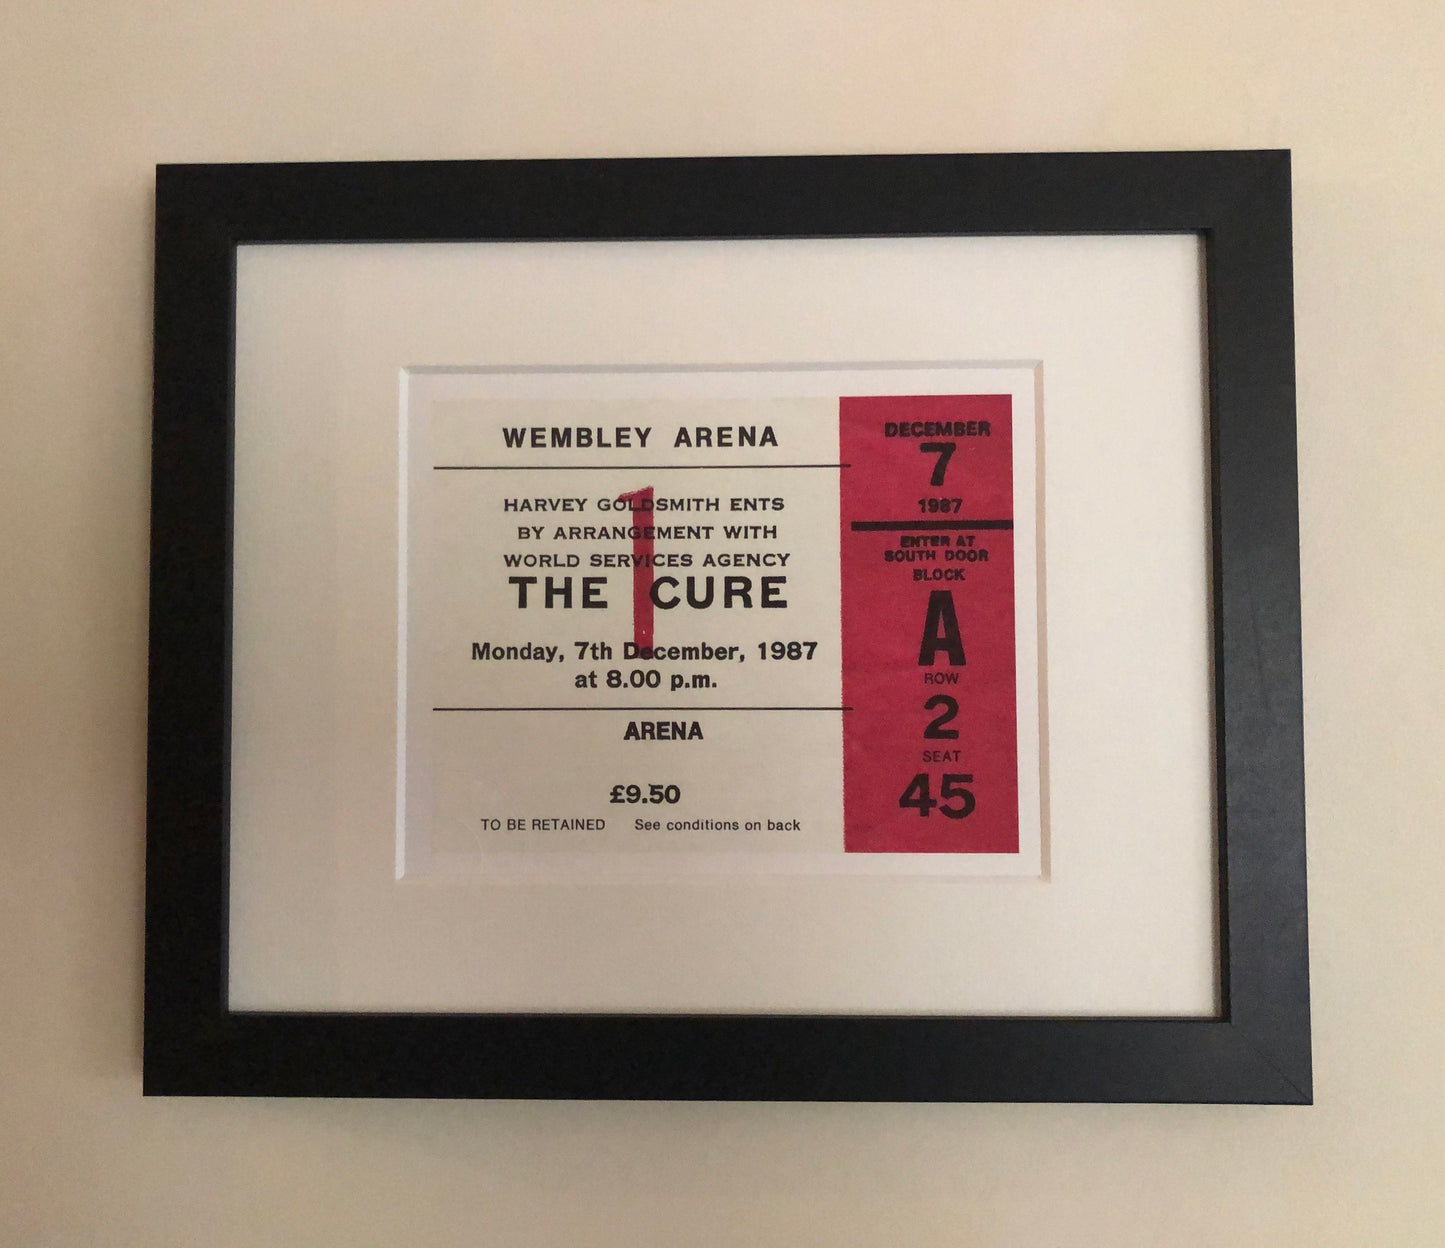 WEMBLEY ARENA
HARVEY GOLDSMITH ENTS
BY ARRANGEMENT WITH
WORLD SERVICES AGENCY
THE CURE
1
Monday, 7th December, 1987
at 8.00 p.m.
ARENA
£9.50
TO BE RETAINED See conditions on back
DECEMBER
7
1987
ENTER AT
SOUTH DOOR
BLOCK
A
ROW
2
SEAT
45